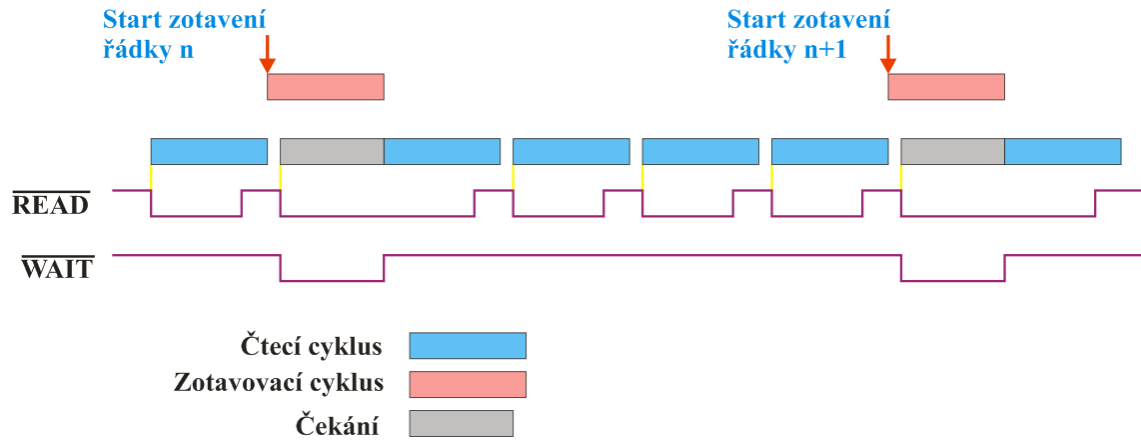 Start zotavení
řádky n
Start zotavení
řádky n+1
READ
WAIT
Čtecí cyklus
Zotavovací cyklus
Čekání